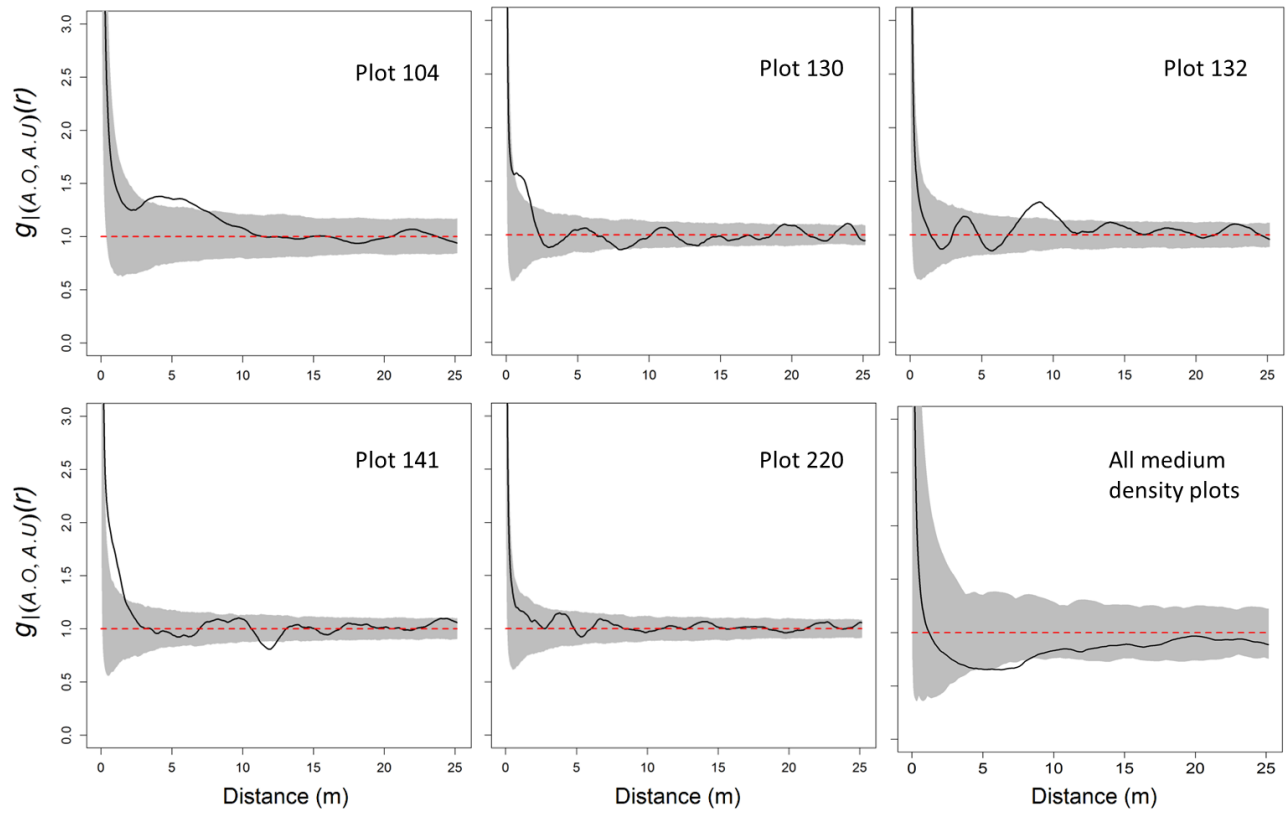 g|(A.O, A.U)(r)
3.0
2.5
2.0
1.5
1.0
0.5
0.0
Plot 104
0 5 10 15 20 25
Plot 130
0 5 10 15 20 25
Plot 132
0 5 10 15 20 25
g|(A.O, A.U)(r)
3.0
2.5
2.0
1.5
1.0
0.5
0.0
Plot 141
0 5 10 15 20 25
Distance (m)
Plot 220
0 5 10 15 20 25
Distance (m)
All medium
density plots
0 5 10 15 20 25
Distance (m)